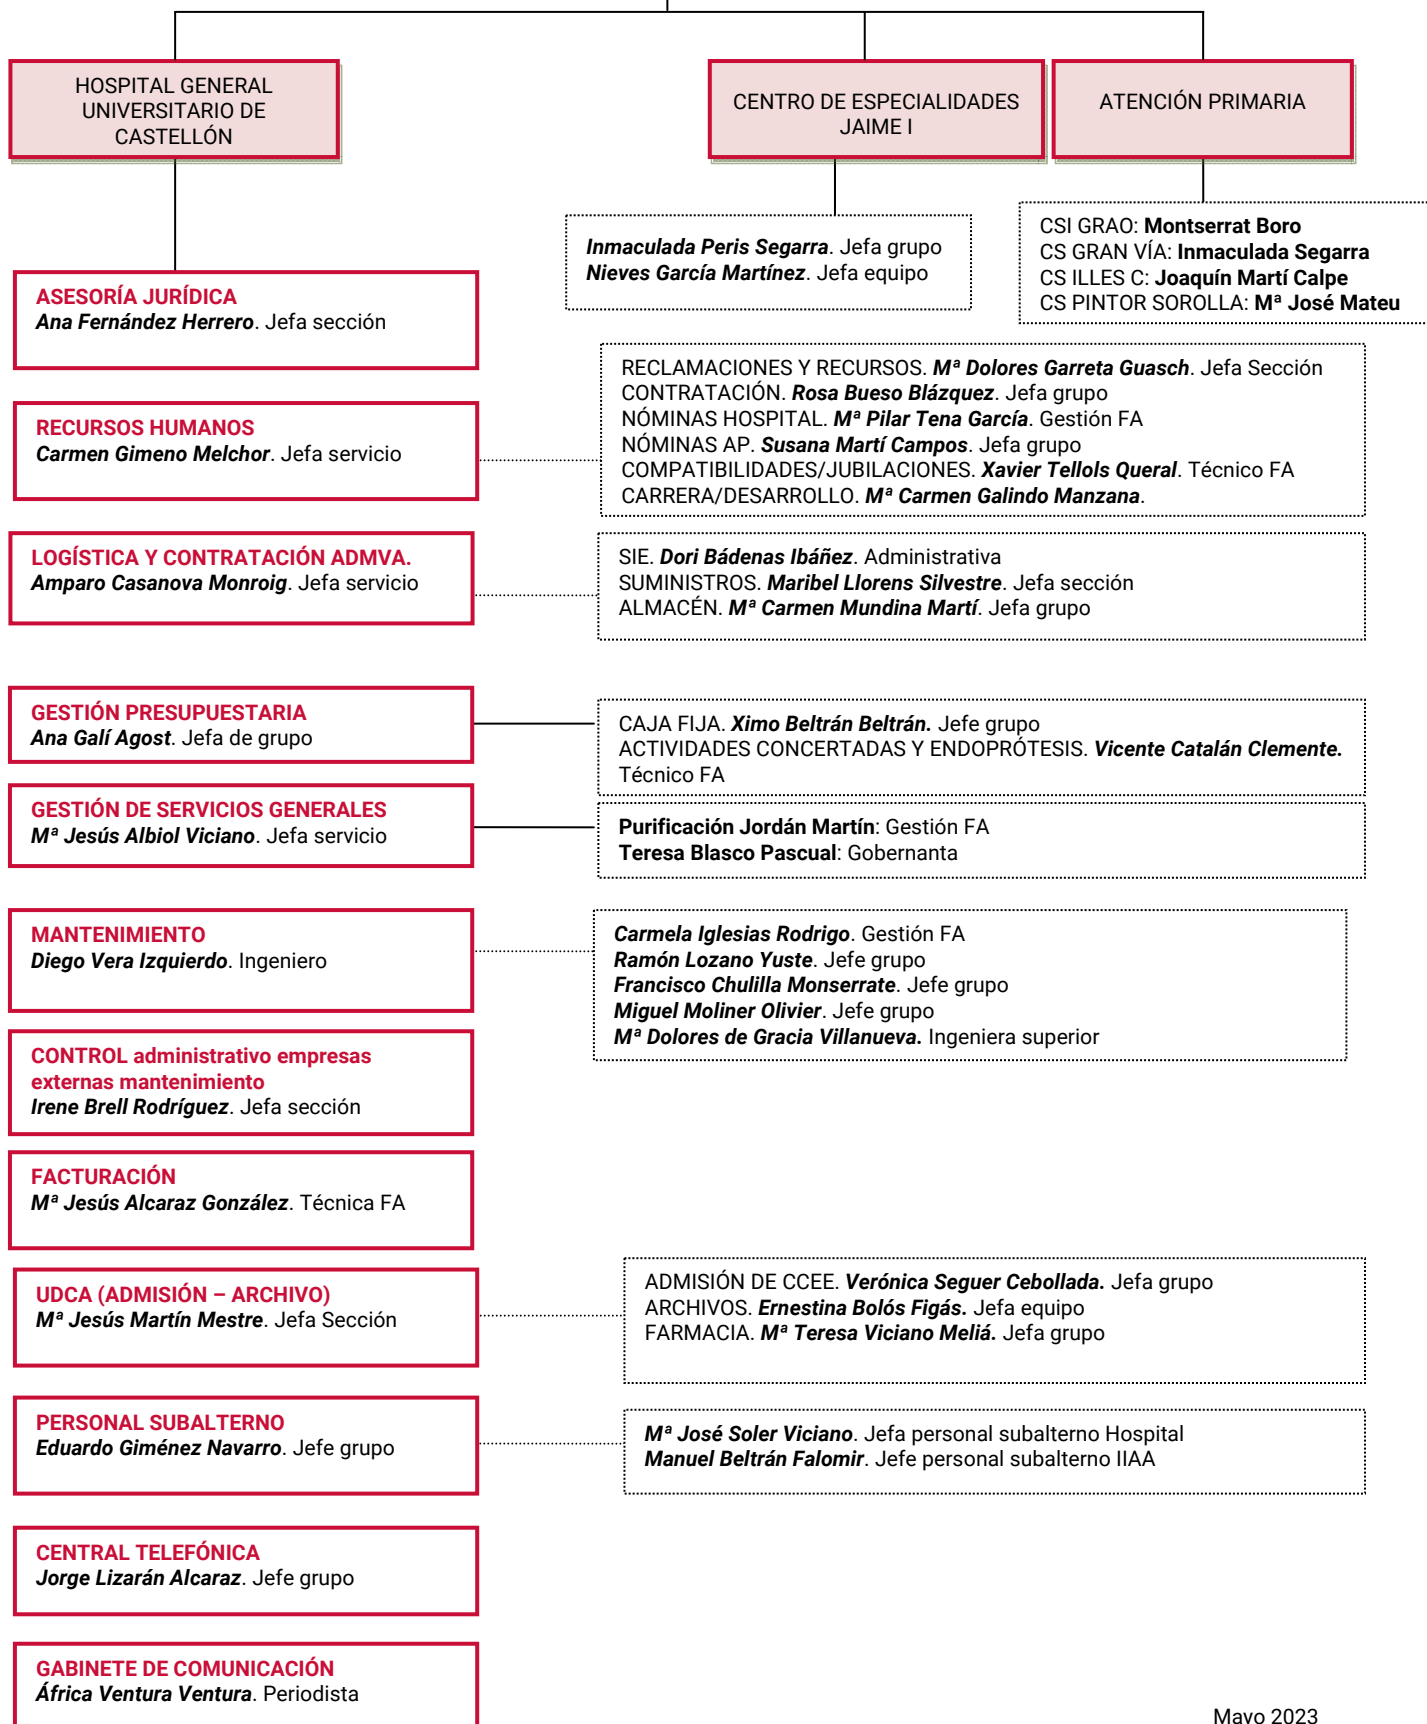 HOSPITAL GENERAL
UNIVERSITARIO DE
CASTELLÓN
CENTRO DE ESPECIALIDADES
JAIME I
ATENCIÓN PRIMARIA
Inmaculada Peris Segarra. Jefa grupo
Nieves García Martínez. Jefa equipo
CSI GRAO: Montserrat Boro
CS GRAN VÍA: Inmaculada Segarra
CS ILLES C: Joaquín Martí Calpe
CS PINTOR SOROLLA: Mª José Mateu
ASESORÍA JURÍDICA
Ana Fernández Herrero. Jefa sección
RECURSOS HUMANOS
Carmen Gimeno Melchor. Jefa servicio
RECLAMACIONES Y RECURSOS. Mª Dolores Garreta Guasch. Jefa Sección
CONTRATACIÓN. Rosa Bueso Blázquez. Jefa grupo
NÓMINAS HOSPITAL. Mª Pilar Tena García. Gestión FA
NÓMINAS AP. Susana Martí Campos. Jefa grupo
COMPATIBILIDADES/JUBILACIONES. Xavier Tellols Queral. Técnico FA
CARRERA/DESARROLLO. Mª Carmen Galindo Manzana.
LOGÍSTICA Y CONTRATACIÓN ADMVA.
Amparo Casanova Monroig. Jefa servicio
SIE. Dori Bádenas Ibáñez. Administrativa
SUMINISTROS. Maribel Llorens Silvestre. Jefa sección
ALMACÉN. Mª Carmen Mundina Martí. Jefa grupo
GESTIÓN PRESUPUESTARIA
Ana Galí Agost. Jefa de grupo
CAJA FIJA. Ximo Beltrán Beltrán. Jefe grupo
ACTIVIDADES CONCERTADAS Y ENDOPRÓTESIS. Vicente Catalán Clemente.
Técnico FA
GESTIÓN DE SERVICIOS GENERALES
Mª Jesús Albiol Viciano. Jefa servicio
Purificación Jordán Martín: Gestión FA
Teresa Blasco Pascual: Gobernanta
MANTENIMIENTO
Diego Vera Izquierdo. Ingeniero
Carmela Iglesias Rodrigo. Gestión FA
Ramón Lozano Yuste. Jefe grupo
Francisco Chulilla Monserrate. Jefe grupo
Miguel Moliner Olivier. Jefe grupo
Mª Dolores de Gracia Villanueva. Ingeniera superior
CONTROL administrativo empresas
externas mantenimiento
Irene Brell Rodríguez. Jefa sección
FACTURACIÓN
Mª Jesús Alcaraz González. Técnica FA
UDCA (ADMISIÓN – ARCHIVO)
Mª Jesús Martín Mestre. Jefa Sección
ADMISIÓN DE CCEE. Verónica Seguer Cebollada. Jefa grupo
ARCHIVOS. Ernestina Bolós Figás. Jefa equipo
FARMACIA. Mª Teresa Viciano Meliá. Jefa grupo
PERSONAL SUBALTERNO
Eduardo Giménez Navarro. Jefe grupo
Mª José Soler Viciano. Jefa personal subalterno Hospital
Manuel Beltrán Falomir. Jefe personal subalterno IIAA
CENTRAL TELEFÓNICA
Jorge Lizarán Alcaraz. Jefe grupo
GABINETE DE COMUNICACIÓN
África Ventura Ventura. Periodista
Mayo 2023